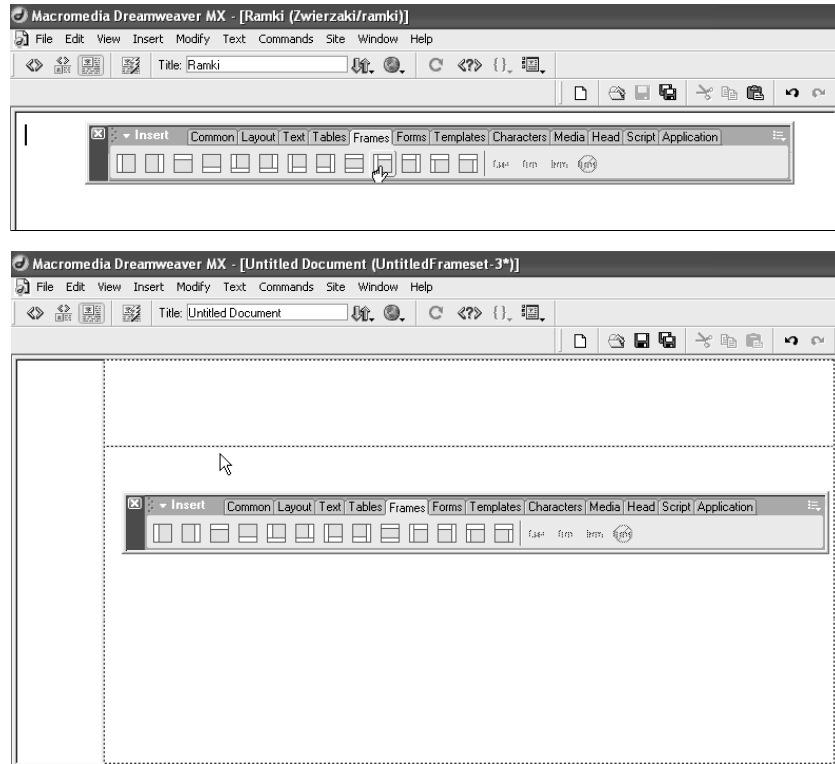 Macromedia Dreamweaver MX - [Ramki (Zwierzaki/ramki)]
File Edit View Insert Modify Text Commands Site Window Help
Title: Ramki
Insert Common Layout Text Tables Frames Forms Templates Characters Media Head Script Application
Macromedia Dreamweaver MX - [Untitled Document (UntitledFrameset-3*)]
File Edit View Insert Modify Text Commands Site Window Help
Title: Untitled Document
Insert Common Layout Text Tables Frames Forms Templates Characters Media Head Script Application